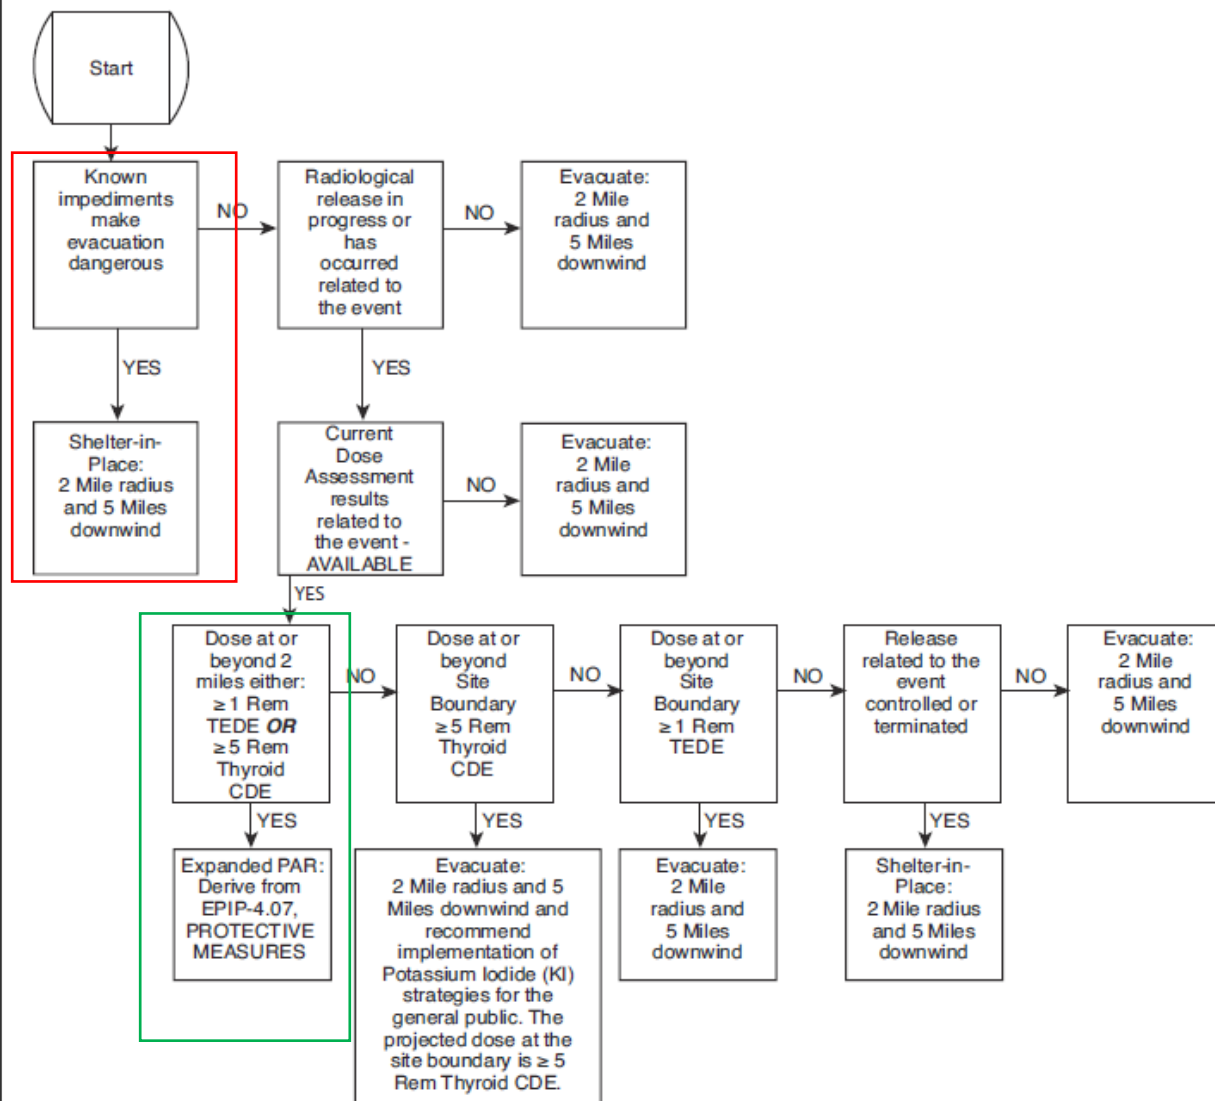 Start
Known
impediments
make
evacuation
dangerous
NO
Radiological
release in
progress or
has
occurred
related to
the event
NO
Evacuate:
2 Mile
radius and
5 Miles
downwind
YES
YES
Shelter-in-
Place:
2 Mile radius
and 5 Miles
downwind
Current
Dose
Assessment
results
related to
the event -
AVAILABLE
NO
Evacuate:
2 Mile
radius and
5 Miles
downwind
YES
Dose at or
beyond 2
miles either:
≥ 1 Rem
TEDE OR
≥ 5 Rem
Thyroid
CDE
NO
Dose at or
beyond
Site
Boundary
≥ 5 Rem
Thyroid
CDE
NO
Dose at or
beyond
Site
Boundary
≥ 1 Rem
TEDE
NO
Release
related to the
event
controlled or
terminated
NO
Evacuate:
2 Mile
radius and
5 Miles
downwind
YES
YES
YES
YES
Expanded PAR:
Derive from
EPIP-4.07,
PROTECTIVE
MEASURES
Evacuate:
2 Mile radius and 5
Miles downwind and
recommend
implementation of
Potassium Iodide (KI)
strategies for the
general public. The
projected dose at the
site boundary is ≥ 5
Rem Thyroid CDE.
Evacuate:
2 Mile
radius and
5 Miles
downwind
Shelter-in-
Place:
2 Mile radius
and 5 Miles
downwind